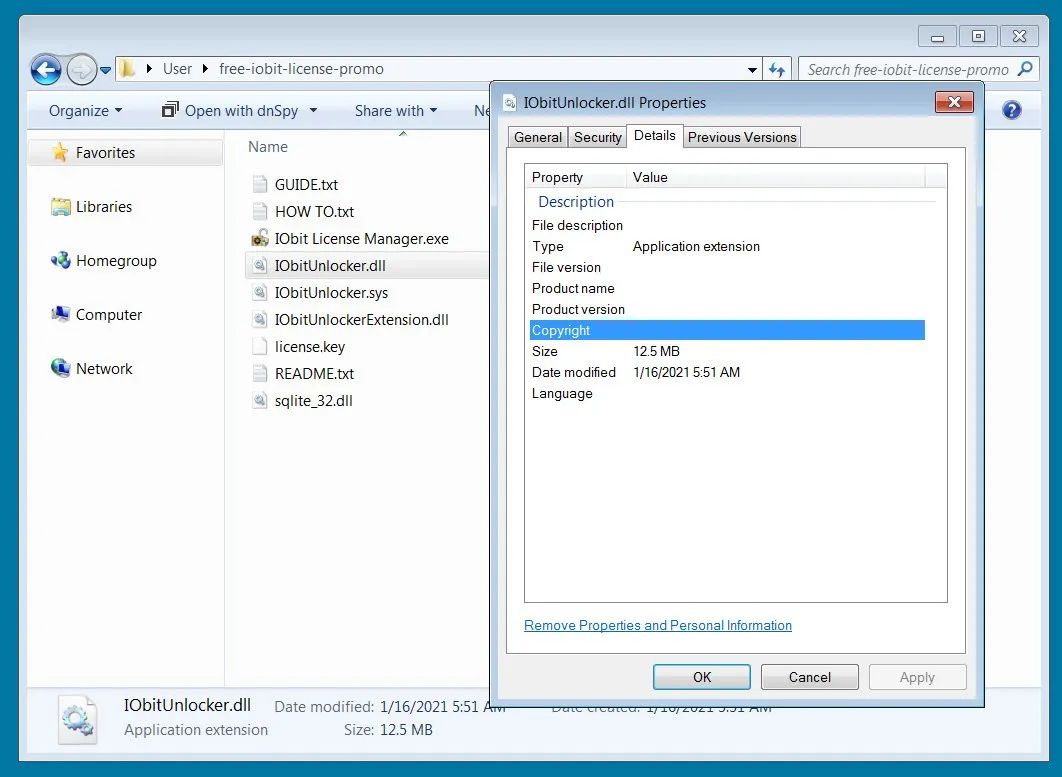 User free-iobit-license-promo
Search free-iobit-license-promo
Organize Open with dnSpy Share with Ne
Favorites
Libraries
Homegroup
Computer
Network
Name
GUIDE.txt
HOW TO.txt
IObit License Manager.exe
IObitUnlocker.dll
IObitUnlocker.sys
IObitUnlockerExtension.dll
license.key
README.txt
sqlite_32.dll
IObitUnlocker.dll Properties
General Security Details Previous Versions
Property Value
Description
File description
Type Application extension
File version
Product name
Product version
Copyright
Size 12.5 MB
Date modified 1/16/2021 5:51 AM
Language
Remove Properties and Personal Information
OK Cancel Apply
IObitUnlocker.dll Date modified: 1/16/2021 5:51 AM Date created: 1/16/2021 5:51 AM
Application extension Size: 12.5 MB